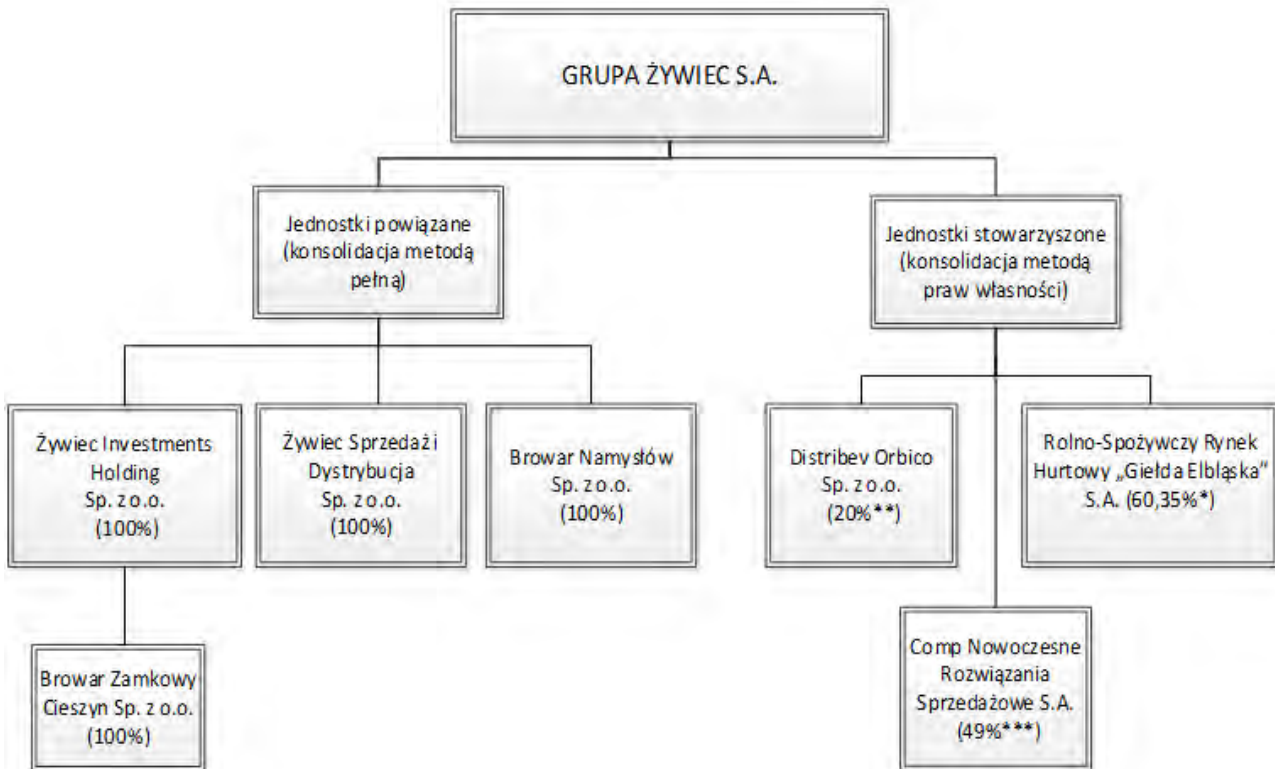 GRUPA ŻYWIEC S.A.
Jednostki powiązane
(konsolidacja metodą
pełną)
Jednostki stowarzyszone
(konsolidacja metodą
praw własności)
Żywiec Investments
Holding
Sp. z o.o.
(100%)
Żywiec Sprzedaż i
Dystrybucja
Sp. z o.o.
(100%)
Browar Namysłów
Sp. z o.o.
(100%)
Distribev Orbico
Sp. z o.o.
(20%**)
Rolno-Spożywczy Rynek
Hurtowy „Giełda Elbląska”
S.A. (60,35%*)
Browar Zamkowy
Cieszyn Sp. z o.o.
(100%)
Comp Nowoczesne
Rozwiązania
Sprzedażowe S.A.
(49%***)